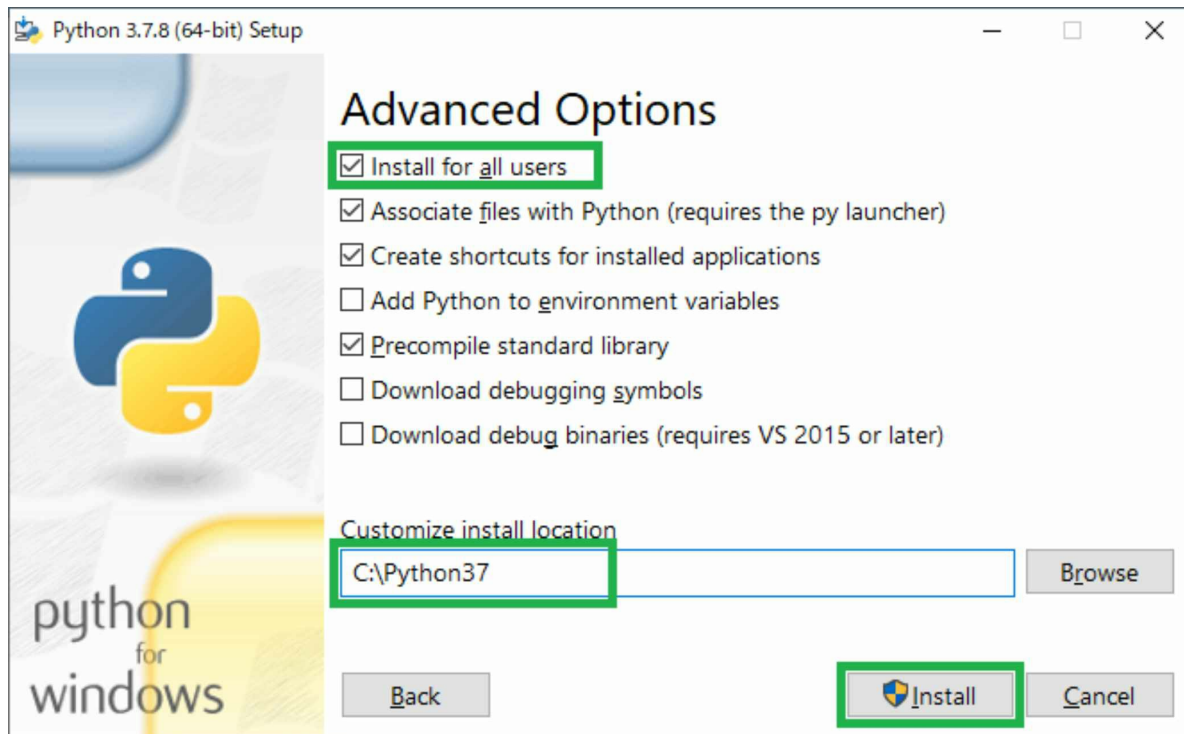 Python 3.7.8 (64-bit) Setup
Advanced Options
Install for all users
Associate files with Python (requires the py launcher)
Create shortcuts for installed applications
Add Python to environment variables
Precompile standard library
Download debugging symbols
Download debug binaries (requires VS 2015 or later)
Customize install location
C:\Python37
Browse
python
for
windows
Back
Install
Cancel